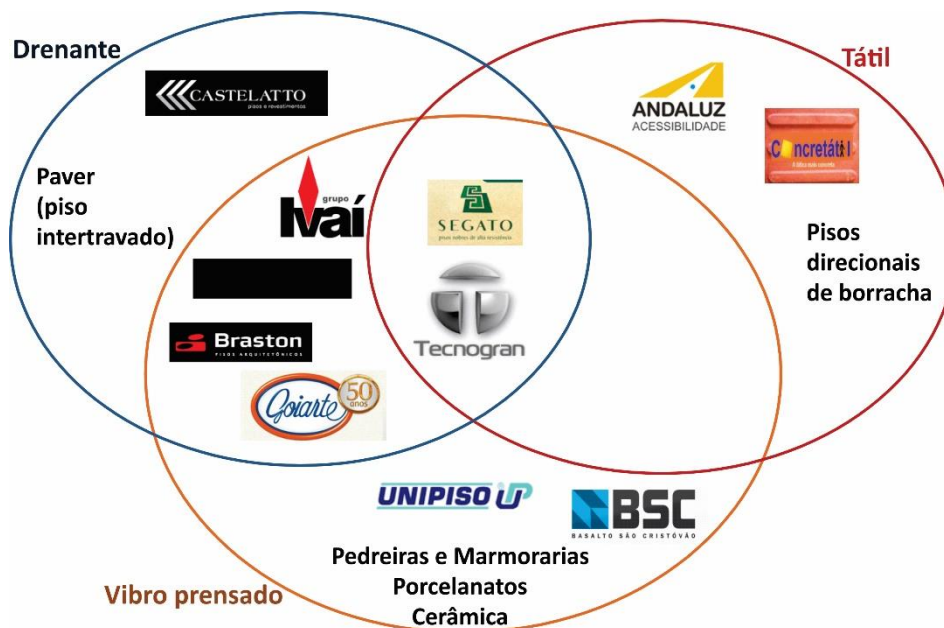 Drenante
Tátil
CASTELATTO
pisos e revestimentos
ANDALUZ
ACESSIBILIDADE
Concretátil
Paver
(piso
intertravado)
grupo
Ivaí
SEGATO
Pisos
direcionais
de borracha
Tecnogran
Braston
PISOS ARQUITETÔNICOS
Goiarte
50
anos
UNIPISO
BSC
BASALTO SÃO CRISTÓVÃO
Pedreiras e Marmorarias
Porcelanatos
Cerâmica
Vibro prensado